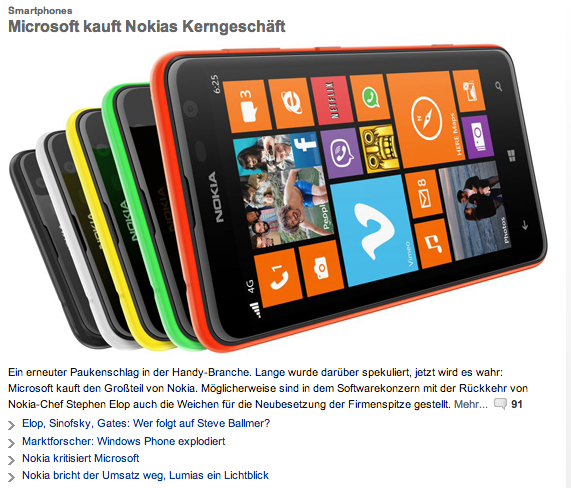 Smartphones
Microsoft kauft Nokias Kerngeschäft
6:25
3
NETFLIX
HERE Maps
NOKIA
People
8
Photos
Vimeo
4G
1
Ein erneuter Paukenschlag in der Handy-Branche. Lange wurde darüber spekuliert, jetzt wird es wahr:
Microsoft kauft den Großteil von Nokia. Möglicherweise sind in dem Softwarekonzern mit der Rückkehr von
Nokia-Chef Stephen Elop auch die Weichen für die Neubesetzung der Firmenspitze gestellt. Mehr... 91
Elop, Sinofsky, Gates: Wer folgt auf Steve Ballmer?
Marktforscher: Windows Phone explodiert
Nokia kritisiert Microsoft
Nokia bricht der Umsatz weg, Lumias ein Lichtblick